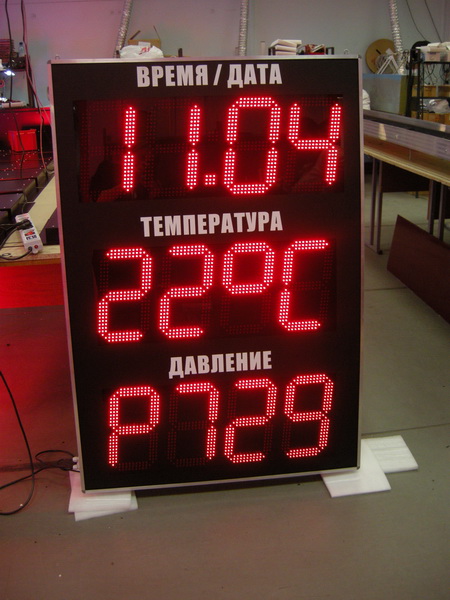 ВРЕМЯ / ДАТА
11.04
ТЕМПЕРАТУРА
22°C
ДАВЛЕНИЕ
P729